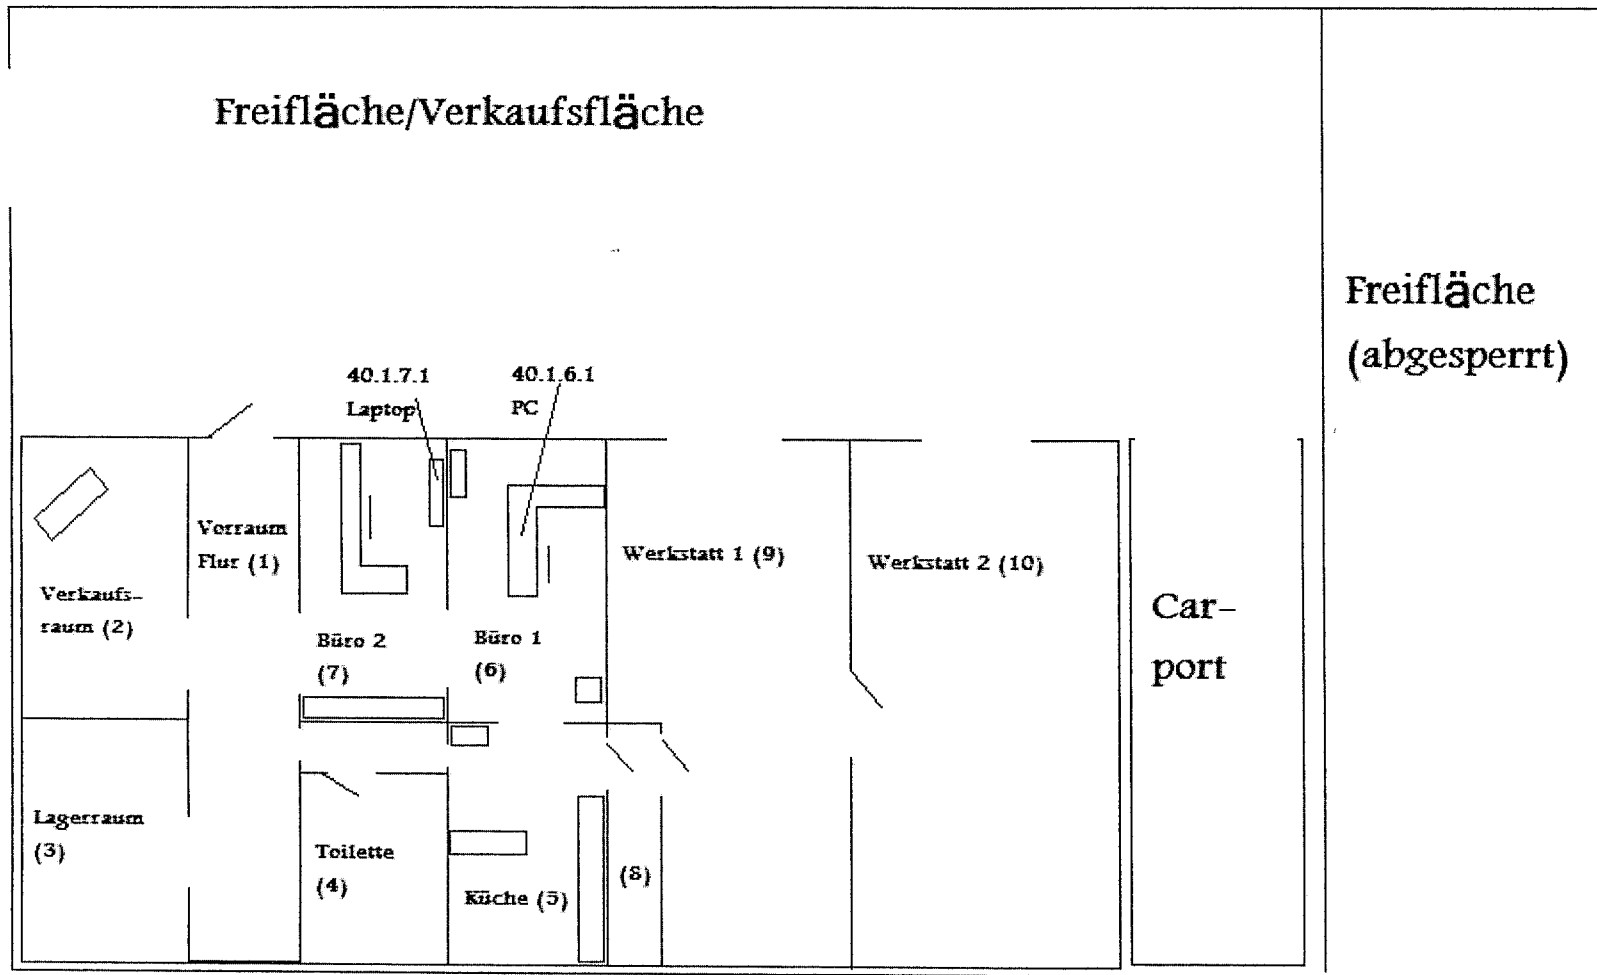 Freifläche/Verkaufsfläche
Freifläche
(abgesperrt)
40.1.7.1
Laptop
40.1.6.1
PC
Vorraum
Flur (1)
Verkaufs-
raum (2)
Büro 2
(7)
Büro 1
(6)
Werkstatt 1 (9)
Werkstatt 2 (10)
Car-
port
Lagerraum
(3)
Toilette
(4)
Küche (5)
(8)